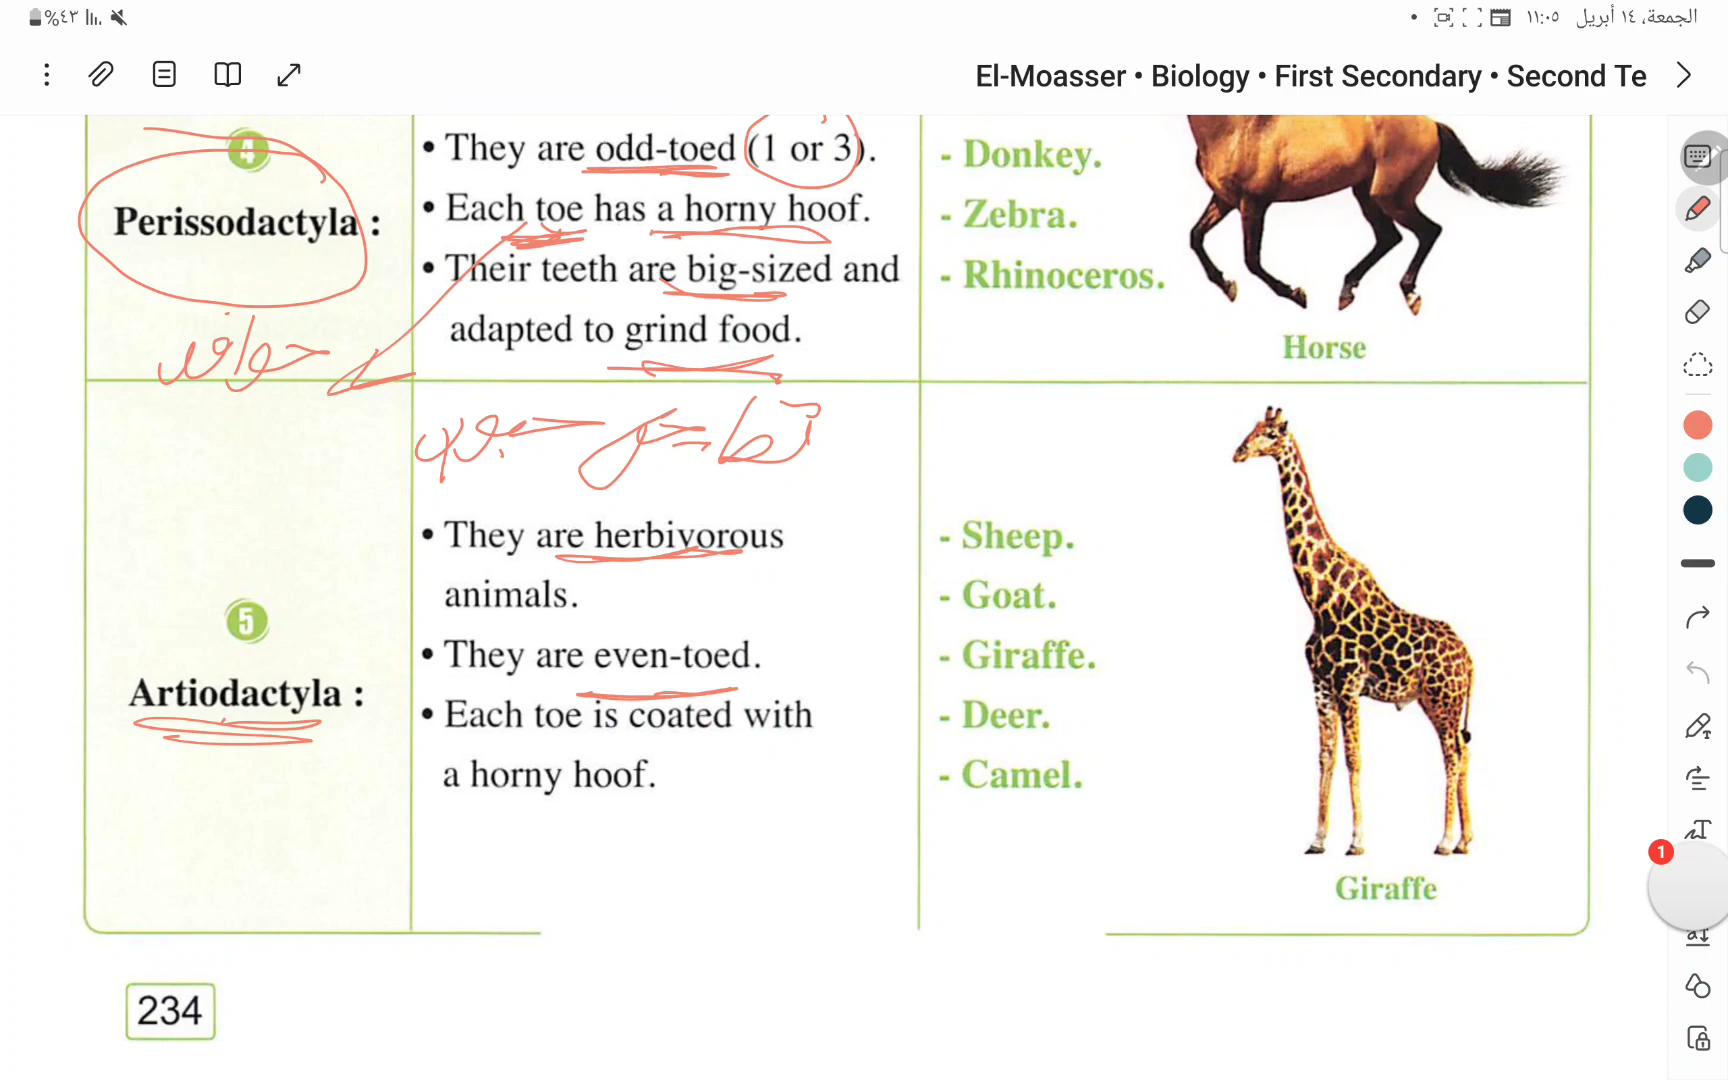 الجمعة، ١٤ أبريل ١١:٠٥
%٤٣
El-Moasser • Biology • First Secondary • Second Te
4
Perissodactyla :
• They are odd-toed (1 or 3).
• Each toe has a horny hoof.
• Their teeth are big-sized and
adapted to grind food.
- Donkey.
- Zebra.
- Rhinoceros.
Horse
حوافر
5
Artiodactyla :
• They are herbivorous
animals.
• They are even-toed.
• Each toe is coated with
a horny hoof.
- Sheep.
- Goat.
- Giraffe.
- Deer.
- Camel.
Giraffe
234
1